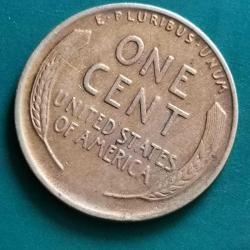 E·PLURIBUS·UNUM
ONE
CENT
UNITED STATES
OF AMERICA